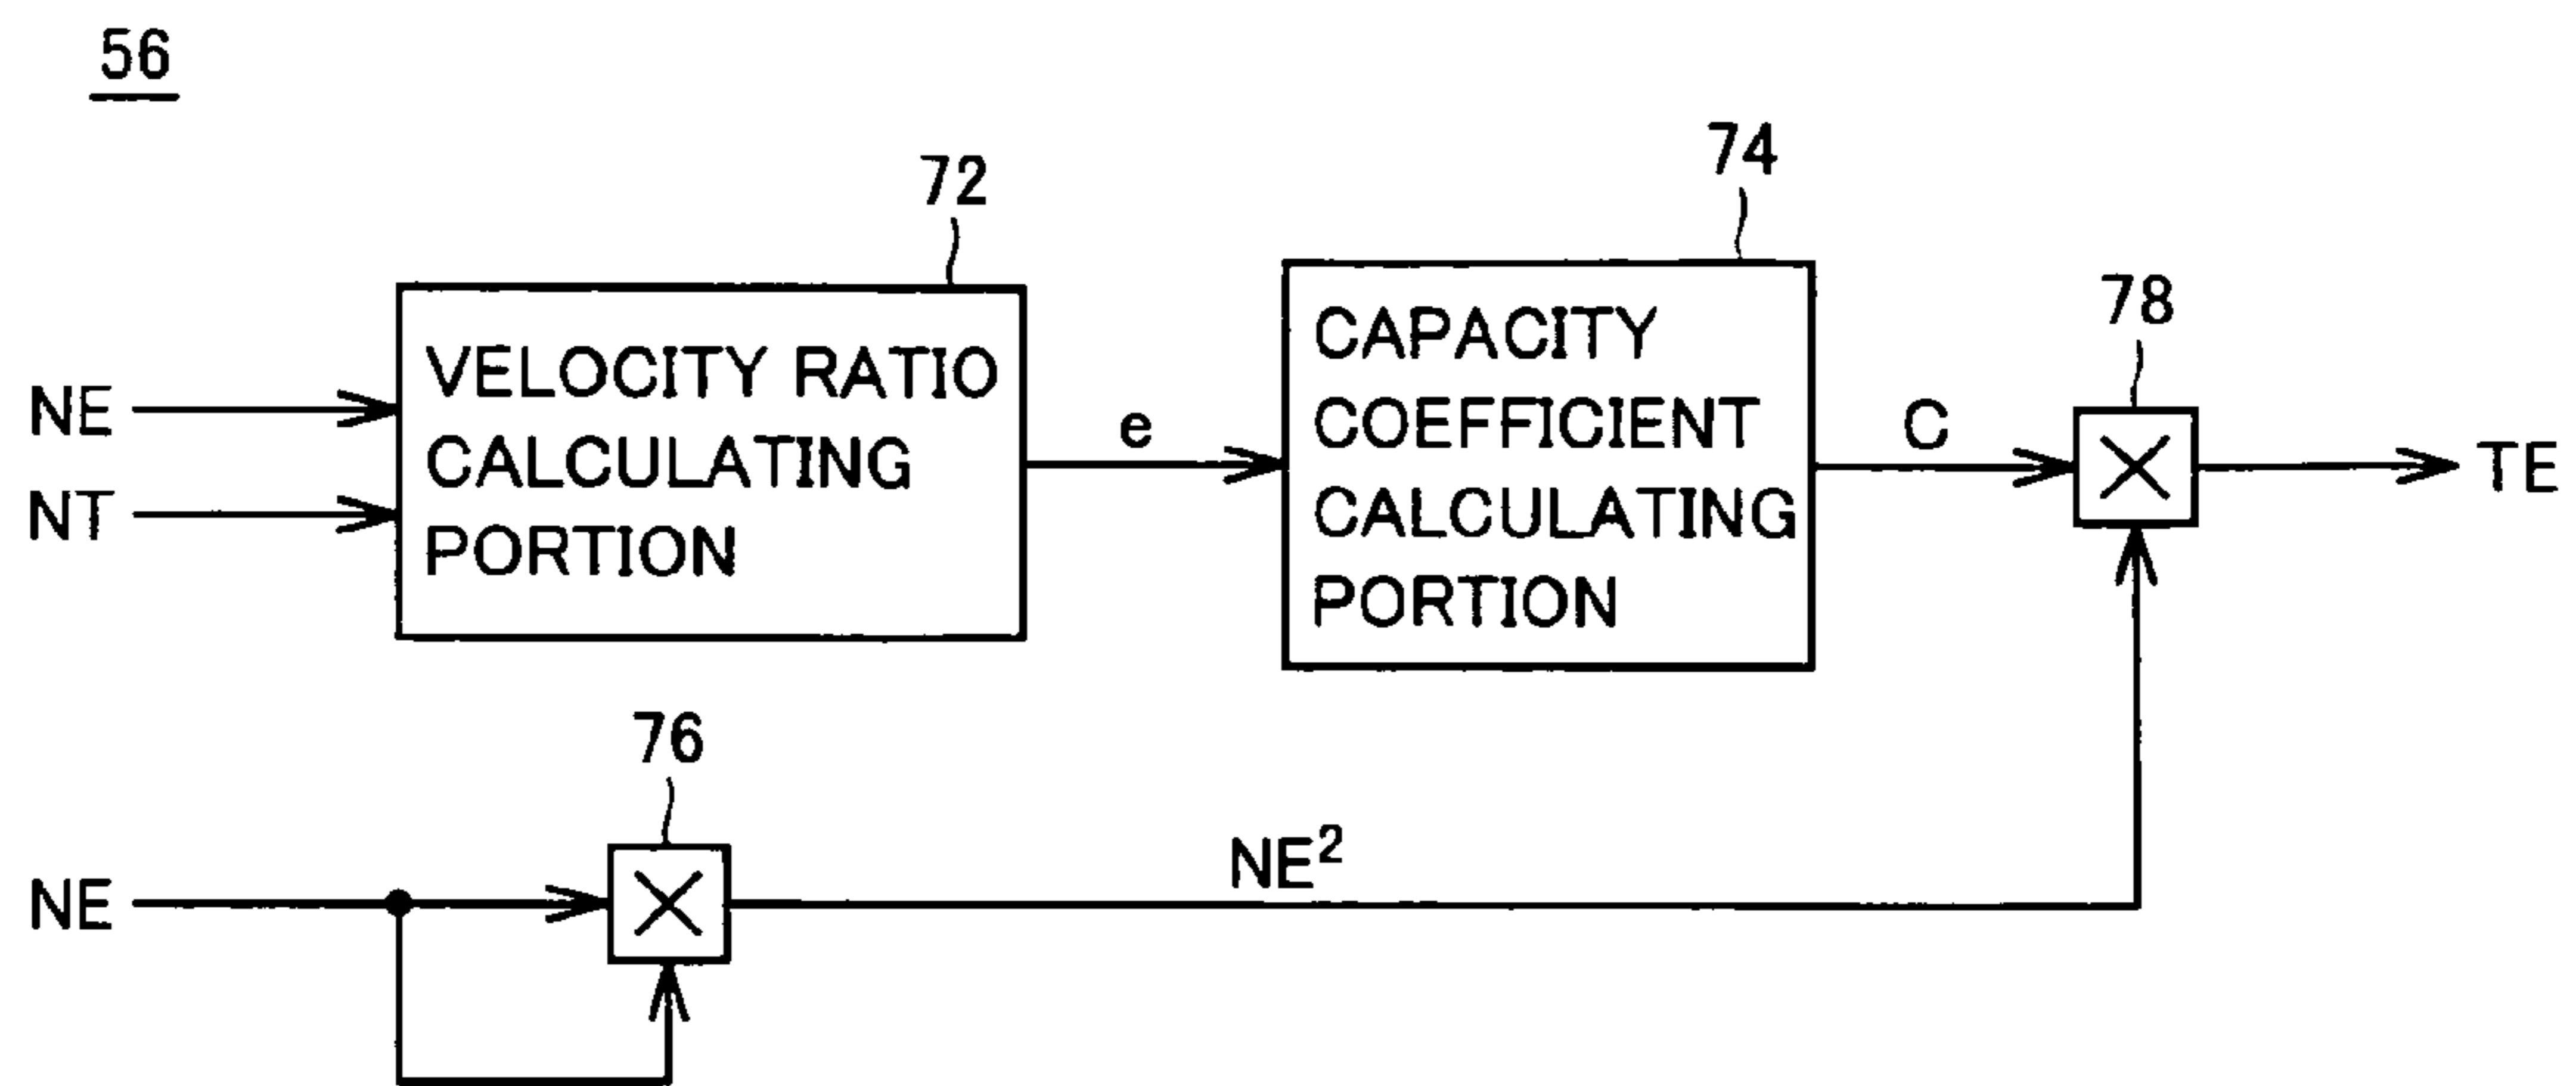 56
72
74
78
VELOCITY RATIO
CALCULATING
PORTION
CAPACITY
COEFFICIENT
CALCULATING
PORTION
NE
NT
e
C
TE
76
NE
NE²